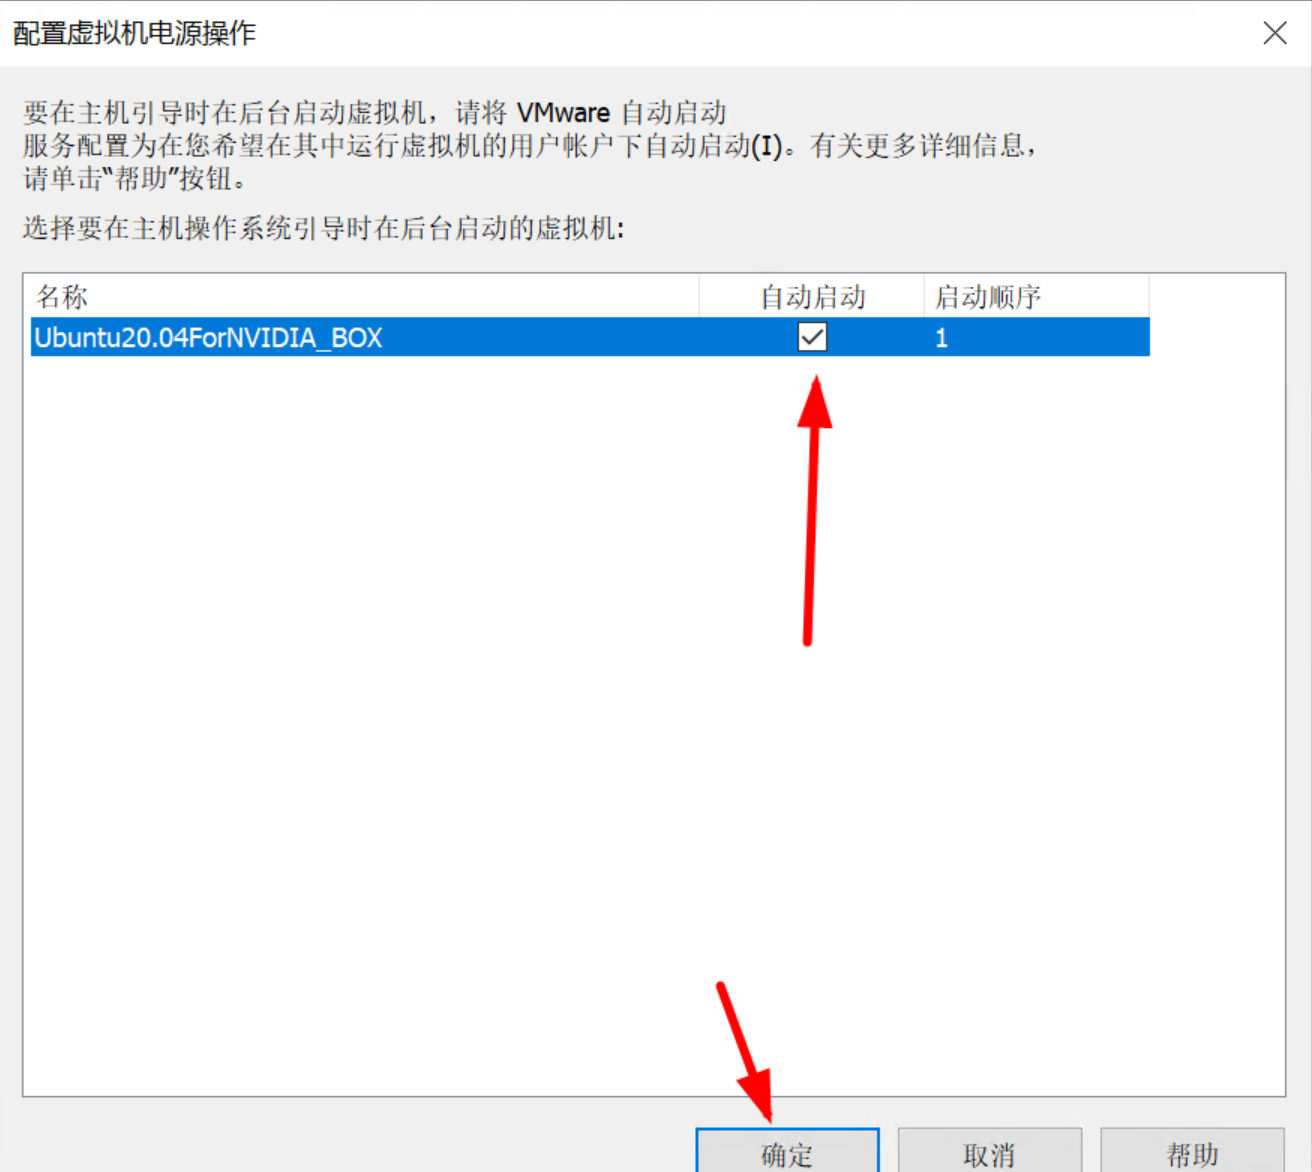 配置虚拟机电源操作
要在主机引导时在后台启动虚拟机，请将 VMware 自动启动
服务配置为在您希望在其中运行虚拟机的用户帐户下自动启动(I)。有关更多详细信息，
请单击“帮助”按钮。
选择要在主机操作系统引导时在后台启动的虚拟机:
名称 自动启动 启动顺序
Ubuntu20.04ForNVIDIA_BOX 1
确定 取消 帮助